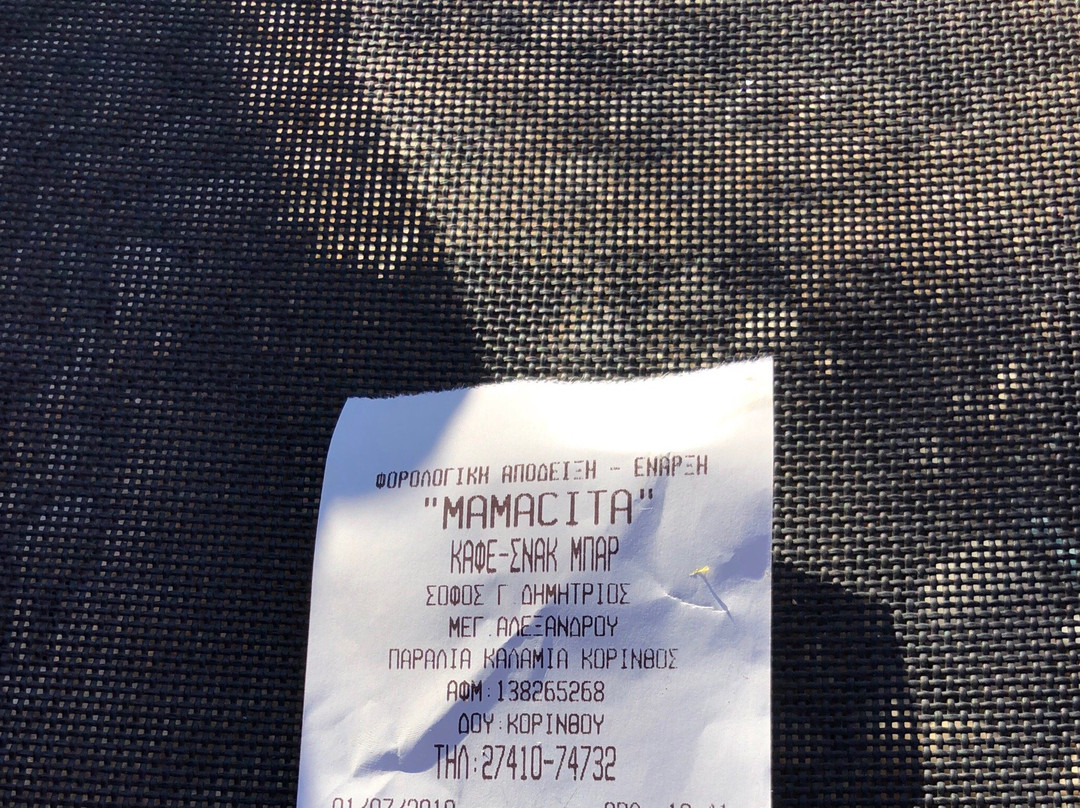 ΦΟΡΟΛΟΓΙΚΗ ΑΠΟΔΕΙΞΗ - ΕΝΑΡΞΗ
"MAMACITA"
ΚΑΦΕ-ΣΝΑΚ ΜΠΑΡ
ΣΟΦΟΣ Γ.ΔΗΜΗΤΡΙΟΣ
ΜΕΓ.ΑΛΕΞΑΝΔΡΟΥ
ΠΑΡΑΛΙΑ ΚΑΛΑΜΙΑ ΚΟΡΙΝΘΟΣ
ΑΦΜ:138265268
ΔΟΥ:ΚΟΡΙΝΘΟΥ
ΤΗΛ:27410-74732